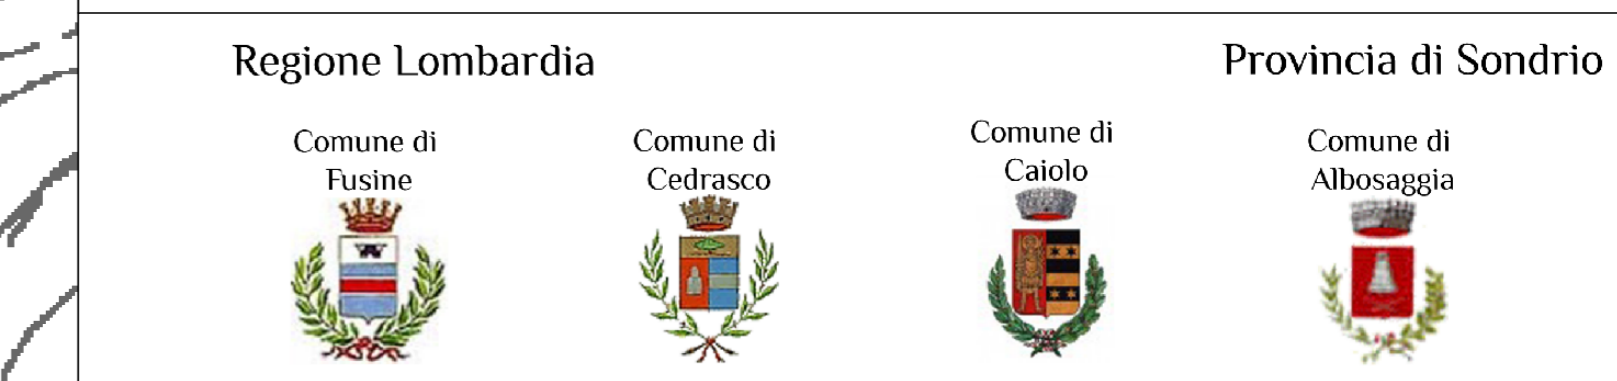 Regione Lombardia
Provincia di Sondrio
Comune di
Fusine
Comune di
Cedrasco
Comune di
Caiolo
Comune di
Albosaggia